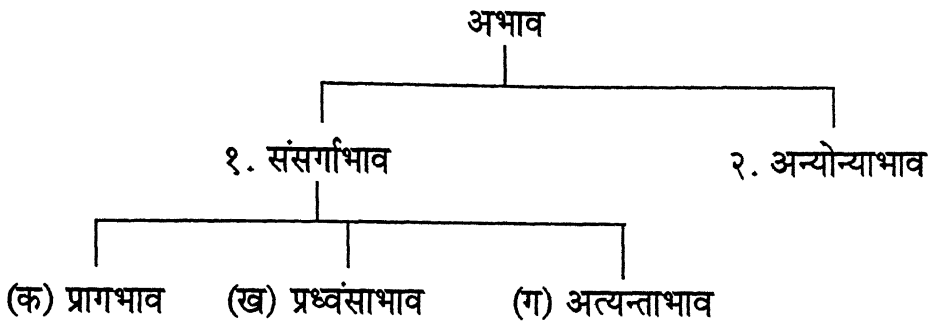 अभाव
१. संसर्गाभाव २. अन्योन्याभाव
(क) प्रागभाव (ख) प्रध्वंसाभाव (ग) अत्यन्ताभाव